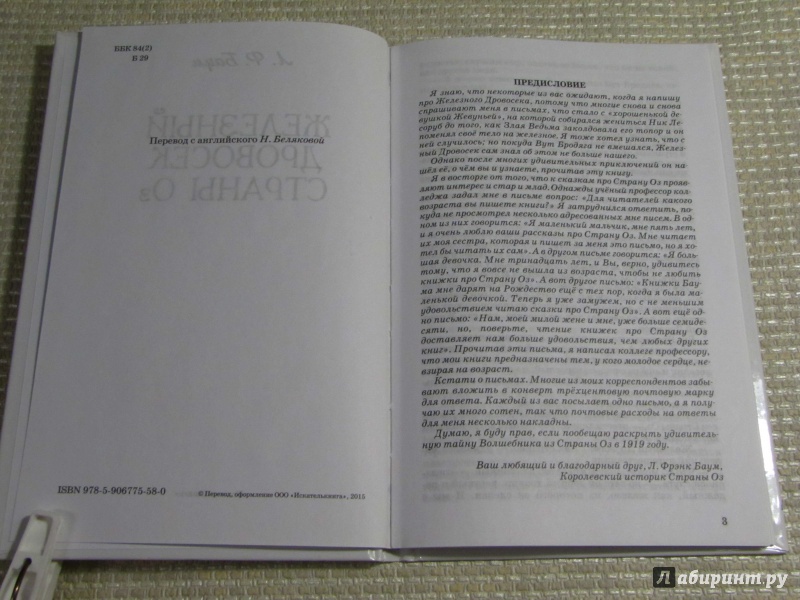 ББК 84(2)
Б 29
Л. Ф. Баум
ЖЕЛЕЗНЫЙ
ДРОВОСЕК
СТРАНЫ Оз
Перевод с английского Н. Беляковой
ISBN 978-5-906775-58-0
© Перевод, оформление ООО «Искателькнига», 2015
ПРЕДИСЛОВИЕ
Я знаю, что некоторые из вас ожидают, когда я напишу
про Железного Дровосека, потому что многие снова и снова
спрашивают меня в письмах, что стало с «хорошенькой де-
вушкой Жевуньей», на которой собирался жениться Ник Ле-
соруб до того, как Злая Ведьма заколдовала его топор и он
поменял своё тело на железное. Я тоже хотел узнать, что с
ней случилось; но покуда Вут Бродяга не вмешался, Желез-
ный Дровосек сам знал об этом не больше нашего.
Однако после многих удивительных приключений он на-
шёл её, о чём вы и узнаете, прочитав эту книгу.
Я в восторге от того, что к сказкам про Страну Оз прояв-
ляют интерес и стар и млад. Однажды учёный профессор кол-
леджа задал мне в письме вопрос: «Для читателей какого
возраста вы пишете книги?» Я затруднился ответить, по-
куда не просмотрел несколько адресованных мне писем. В од-
ном из них говорится: «Я маленький мальчик, мне пять лет,
и я очень люблю ваши рассказы про Страну Оз. Мне читает
их моя сестра, которая и пишет за меня это письмо, но я хо-
тел бы читать их сам». А в другом письме говорится: «Я бо́ль-
шая девочка. Мне тринадцать лет, и Вы, верно, удивитесь
тому, что я вовсе не вышла из возраста, чтобы не любить
книжки про Страну Оз». А вот другое письмо: «Книжки Бау-
ма мне дарят на Рождество ещё с тех пор, когда я была ма-
ленькой девочкой. Теперь я уже замужем, но с не меньшим
удовольствием читаю сказки про Страну Оз». А вот ещё од-
но письмо: «Нам, моей милой жене и мне, уже больше семиде-
сяти, но, поверьте, чтение книжек про Страну Оз
доставляет нам больше удовольствия, чем любых других
книг». Прочитав эти письма, я написал коллеге профессору,
что мои книги предназначены тем, у кого молодое сердце, не-
взирая на возраст.
Кстати о письмах. Многие из моих корреспондентов забы-
вают вложить в конверт трёхцентовую почтовую марку
для ответа. Каждый из вас посылает одно письмо, а я полу-
чаю их много сотен, так что почтовые расходы на ответы
для меня несколько накладны.
Думаю, я буду прав, если пообещаю раскрыть удивитель-
ную тайну Волшебника из Страны Оз в 1919 году.
Ваш любящий и благодарный друг, Л. Фрэнк Баум,
Королевский историк Страны Оз
3
Лабиринт.ру